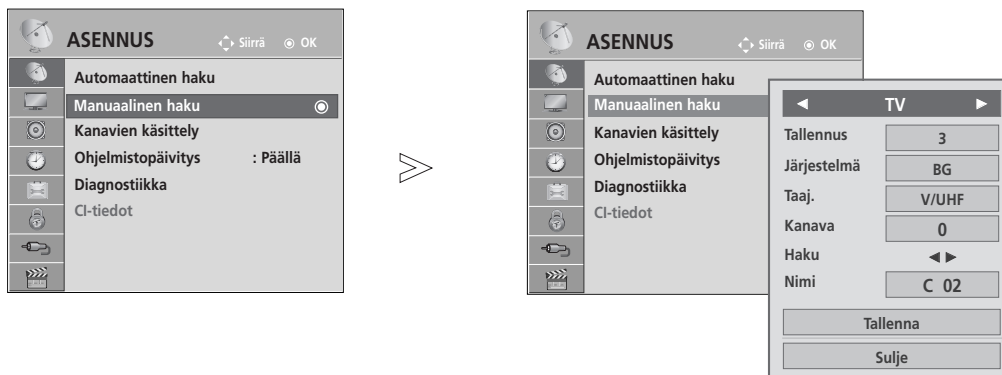 ASENNUS Siirrä OK
Automaattinen haku
Manuaalinen haku
Kanavien käsittely
Ohjelmistopäivitys : Päällä
Diagnostiikka
CI-tiedot
ASENNUS Siirrä OK
Automaattinen haku
Manuaalinen haku
Kanavien käsittely
Ohjelmistopäivitys
Diagnostiikka
CI-tiedot
◄ TV ►
Tallennus 3
Järjestelmä BG
Taaj. V/UHF
Kanava 0
Haku ◄ ►
Nimi C 02
Tallenna
Sulje